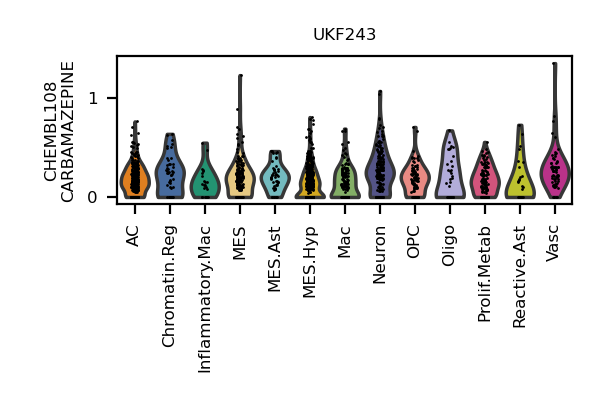 UKF243
CHEMBL108
CARBAMAZEPINE
1
0
AC
Chromatin.Reg
Inflammatory.Mac
MES
MES.Ast
MES.Hyp
Mac
Neuron
OPC
Oligo
Prolif.Metab
Reactive.Ast
Vasc